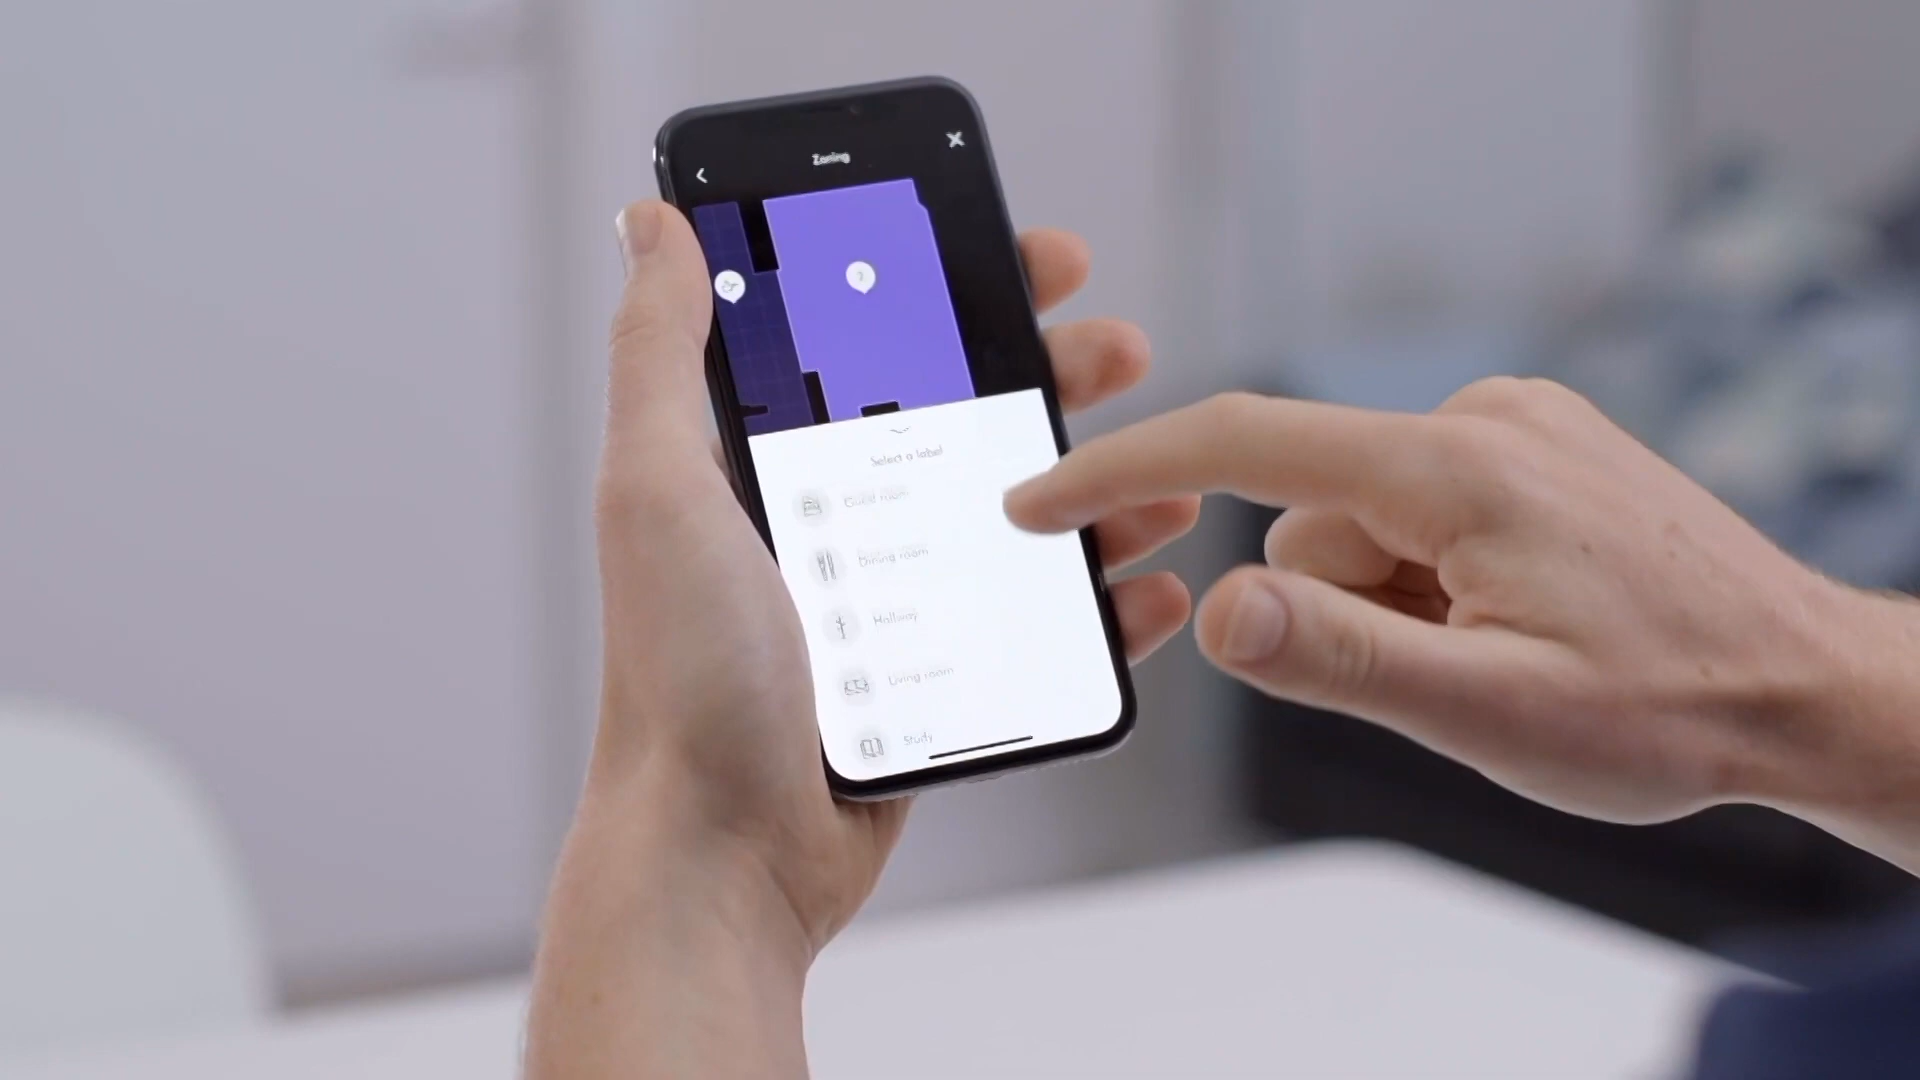 Zoning
?
Select a label
Guest room
Dining room
Hallway
Living room
Study